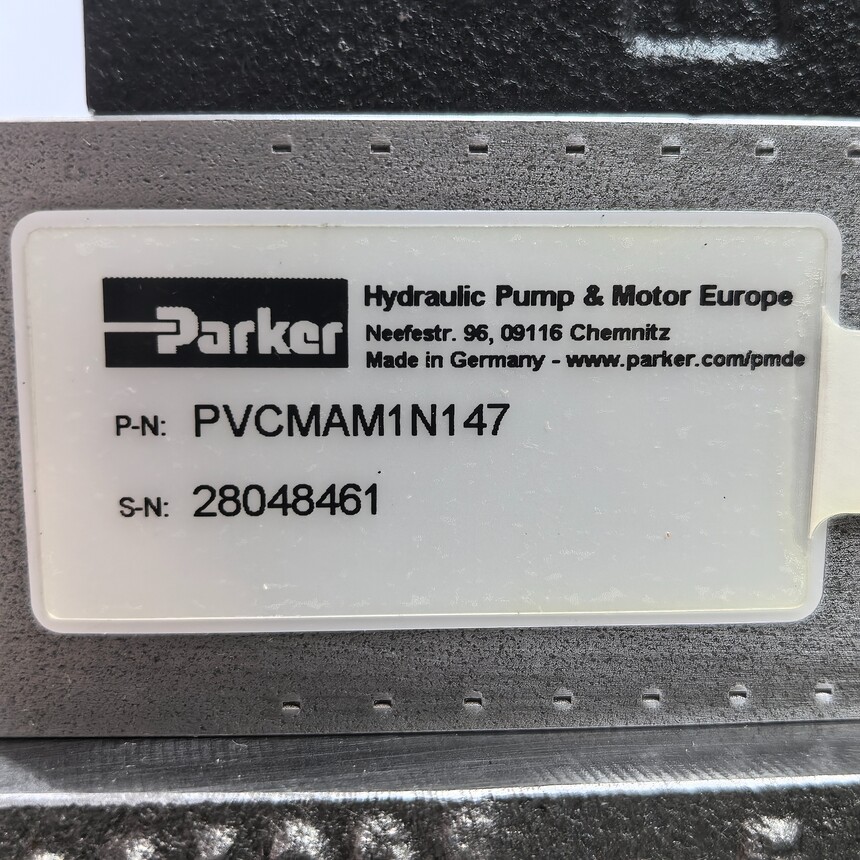 Parker
Hydraulic Pump & Motor Europe
Neefestr. 96, 09116 Chemnitz
Made in Germany - www.parker.com/pmde
P-N: PVCMAM1N147
S-N: 28048461